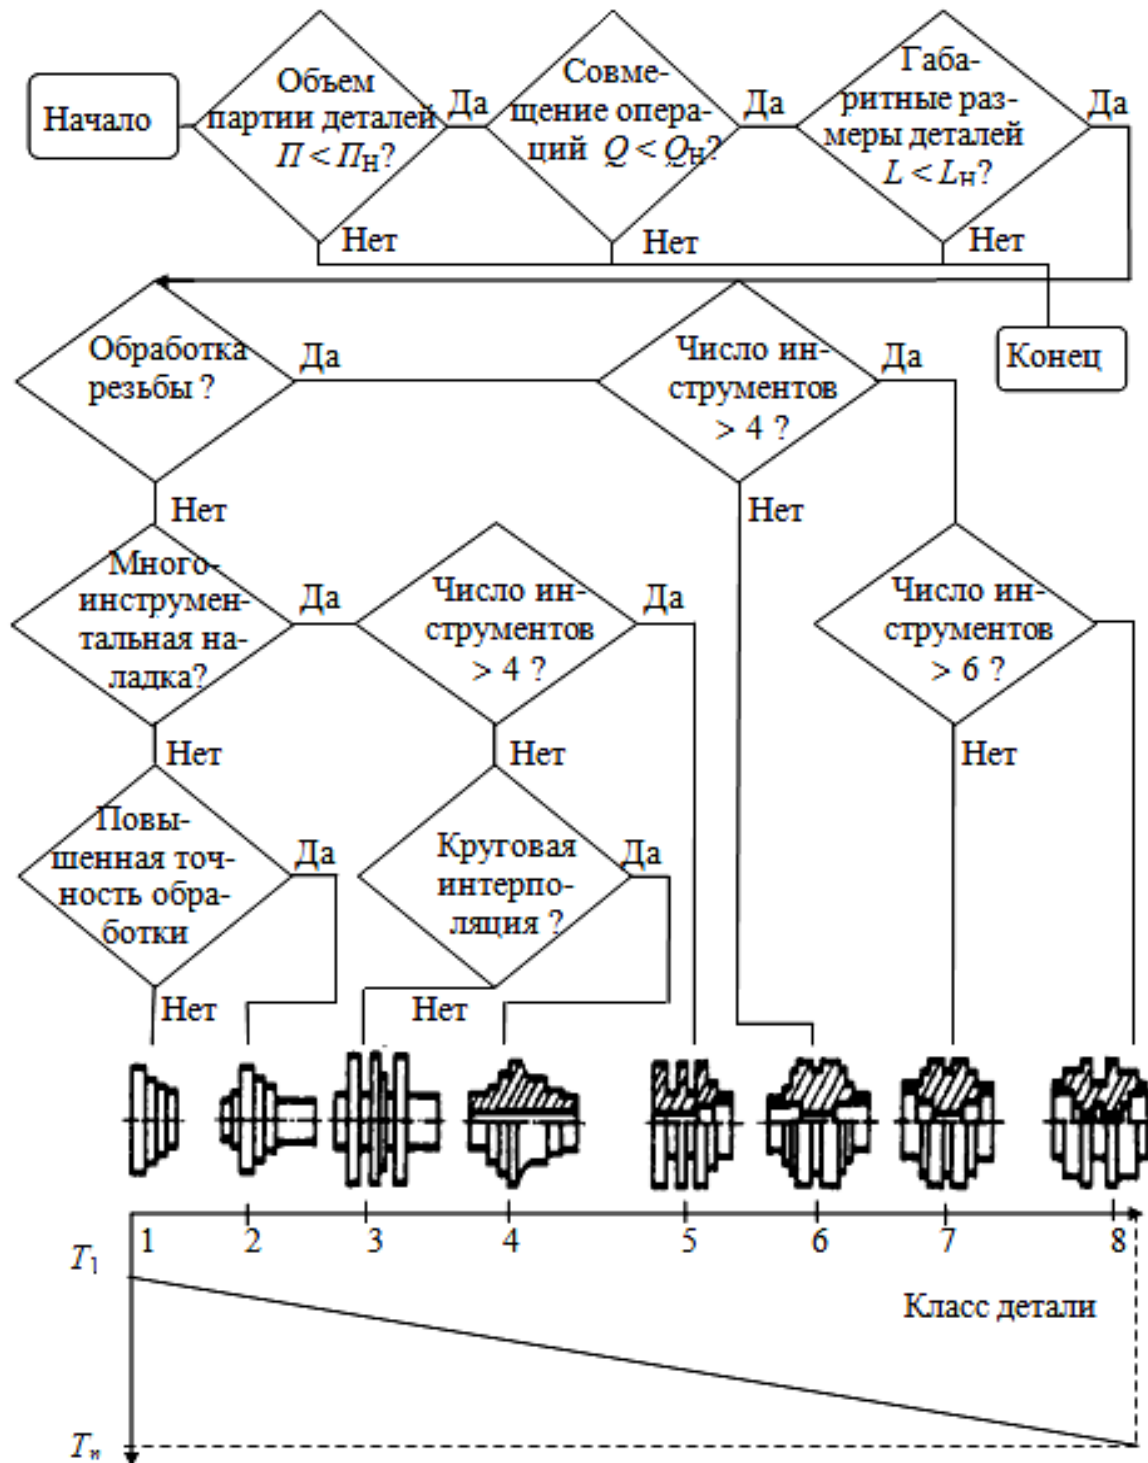 Начало
Объем
партии деталей
П < Пн?
Да
Нет
Совме-
щение опера-
ций Q < Qн?
Да
Нет
Габа-
ритные раз-
меры деталей
L < Lн?
Да
Нет
Конец
Обработка
резьбы ?
Да
Нет
Число ин-
струментов
> 4 ?
Да
Нет
Много-
инструмен-
тальная на-
ладка?
Да
Нет
Число ин-
струментов
> 4 ?
Да
Нет
Число ин-
струментов
> 6 ?
Нет
Повы-
шенная точ-
ность обра-
ботки
Да
Нет
Круговая
интерпо-
ляция ?
Да
Нет
1 2 3 4 5 6 7 8
T1
Класс детали
Tn